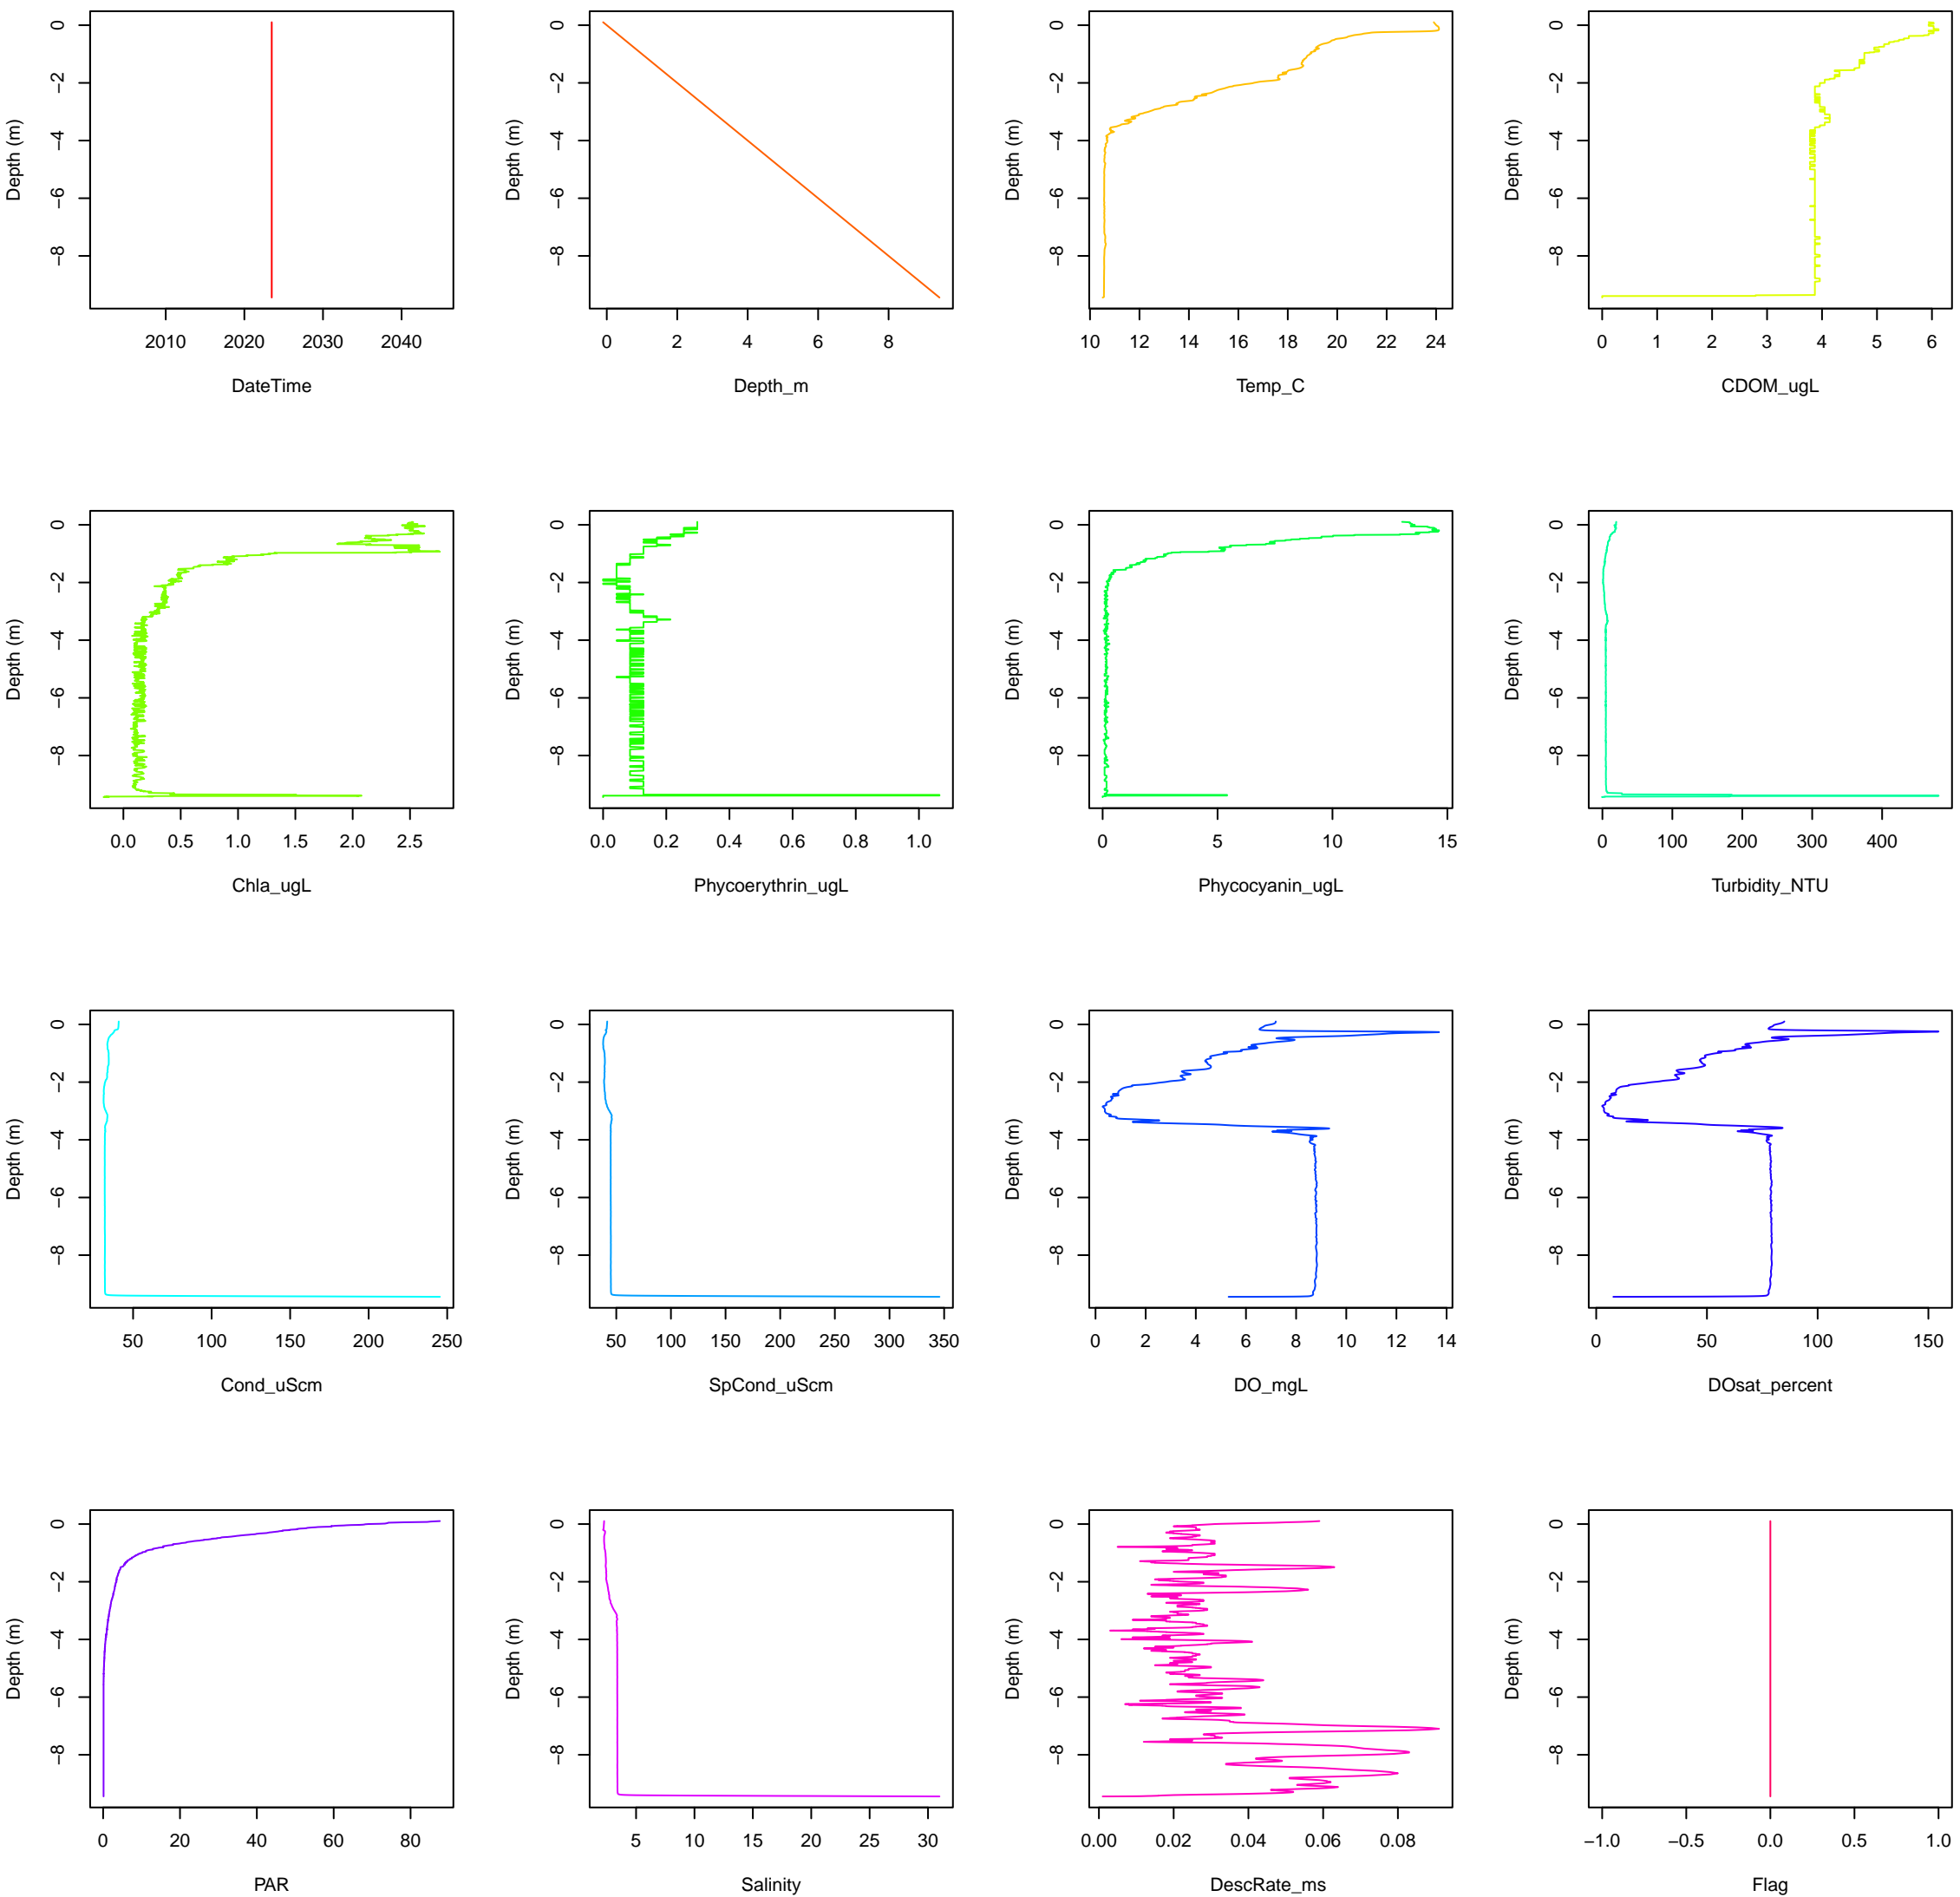 Depth (m)
0
−2
−4
−6
−8
2010 2020 2030 2040
DateTime
Depth (m)
0
−2
−4
−6
−8
0 2 4 6 8
Depth_m
Depth (m)
0
−2
−4
−6
−8
10 12 14 16 18 20 22 24
Temp_C
Depth (m)
0
−2
−4
−6
−8
0 1 2 3 4 5 6
CDOM_ugL
Depth (m)
0
−2
−4
−6
−8
0.0 0.5 1.0 1.5 2.0 2.5
Chla_ugL
Depth (m)
0
−2
−4
−6
−8
0.0 0.2 0.4 0.6 0.8 1.0
Phycoerythrin_ugL
Depth (m)
0
−2
−4
−6
−8
0 5 10 15
Phycocyanin_ugL
Depth (m)
0
−2
−4
−6
−8
0 100 200 300 400
Turbidity_NTU
Depth (m)
0
−2
−4
−6
−8
50 100 150 200 250
Cond_uScm
Depth (m)
0
−2
−4
−6
−8
50 100 150 200 250 300 350
SpCond_uScm
Depth (m)
0
−2
−4
−6
−8
0 2 4 6 8 10 12 14
DO_mgL
Depth (m)
0
−2
−4
−6
−8
0 50 100 150
DOsat_percent
Depth (m)
0
−2
−4
−6
−8
0 20 40 60 80
PAR
Depth (m)
0
−2
−4
−6
−8
5 10 15 20 25 30
Salinity
Depth (m)
0
−2
−4
−6
−8
0.00 0.02 0.04 0.06 0.08
DescRate_ms
Depth (m)
0
−2
−4
−6
−8
−1.0 −0.5 0.0 0.5 1.0
Flag